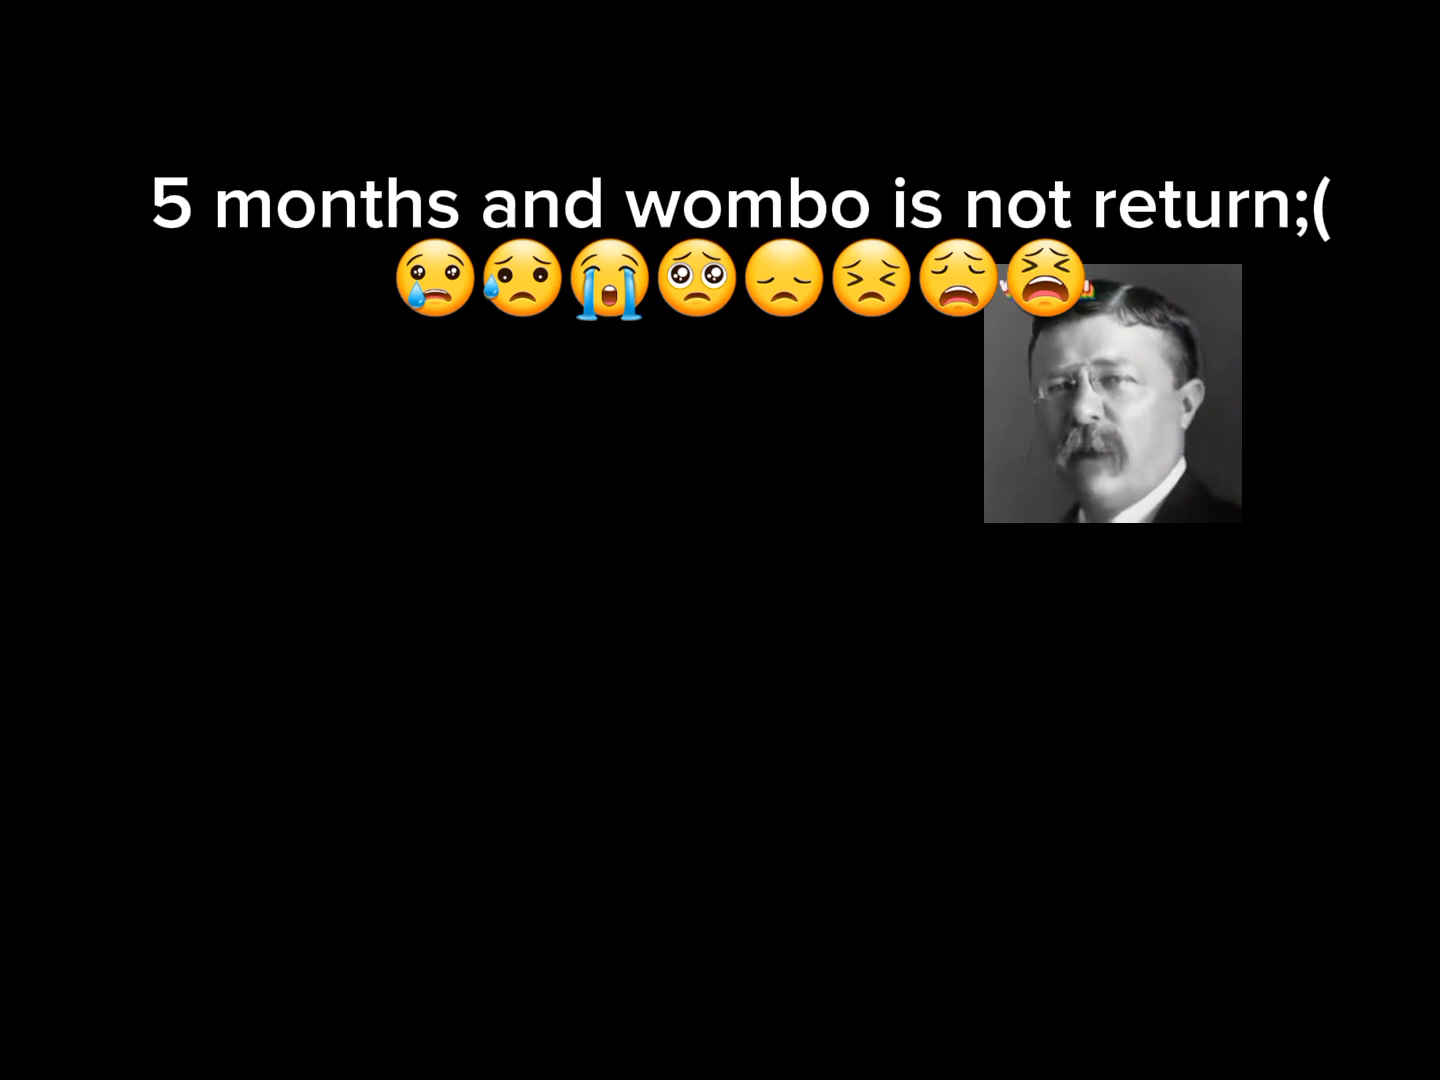 5 months and wombo is not return;(
😢😥😭🥺😞😣😩😫